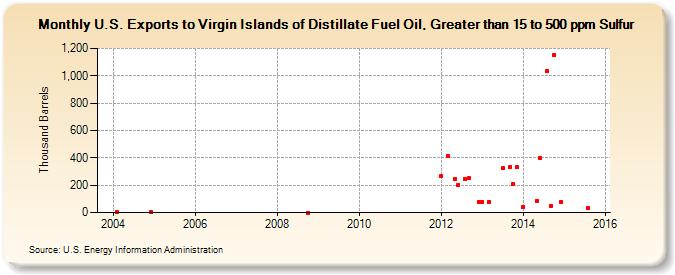 Monthly U.S. Exports to Virgin Islands of Distillate Fuel Oil, Greater than 15 to 500 ppm Sulfur
Thousand Barrels
1,200
1,000
800
600
400
200
0
2004 2006 2008 2010 2012 2014 2016
Source: U.S. Energy Information Administration